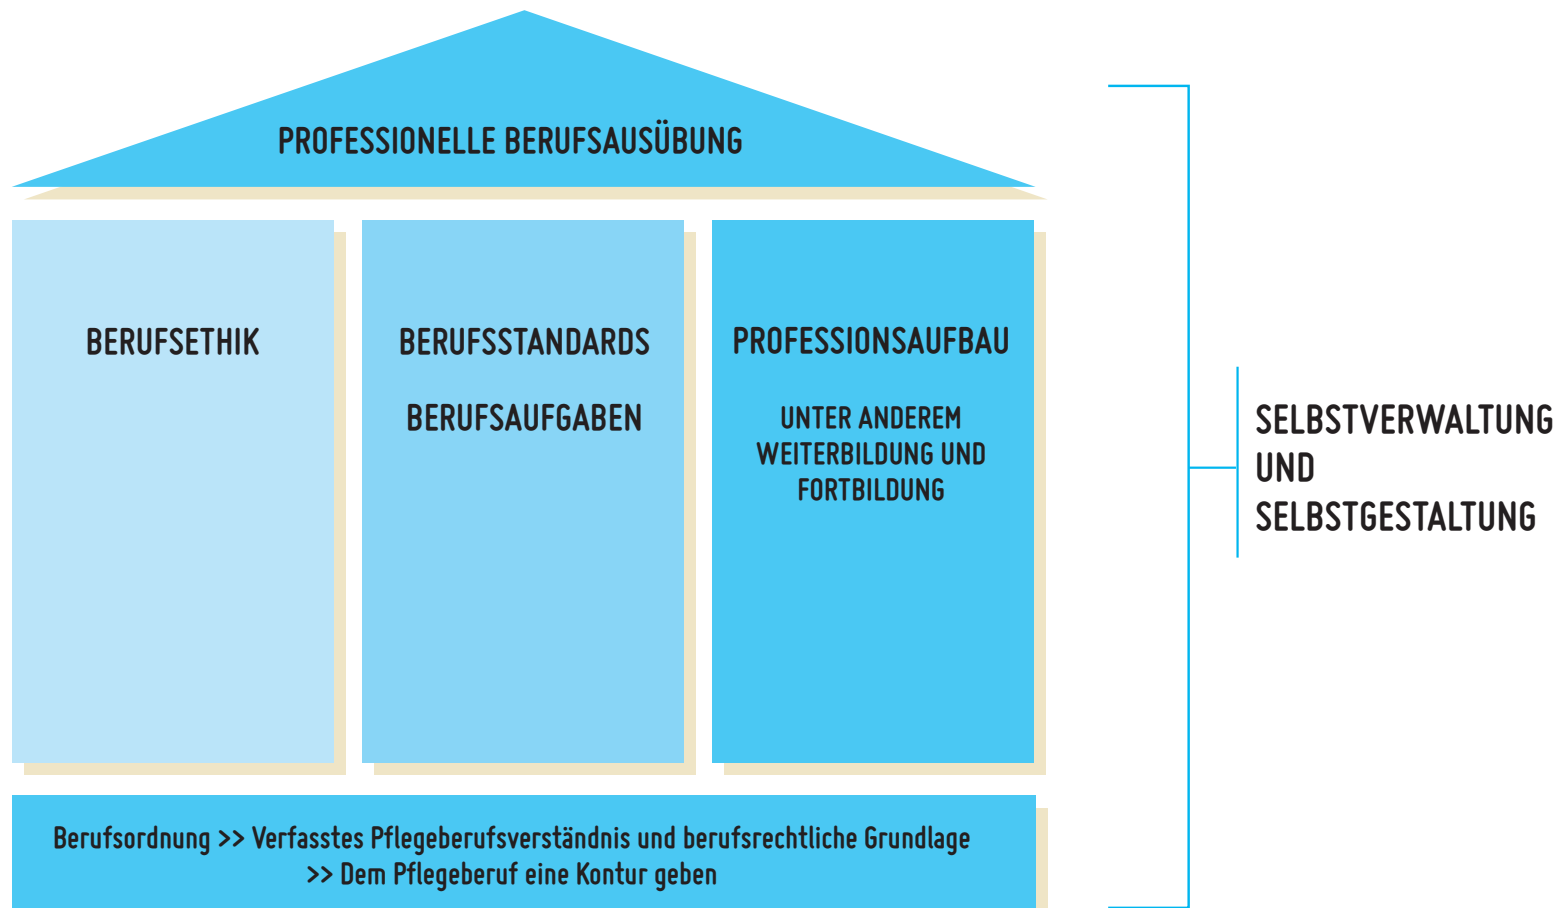 PROFESSIONELLE BERUFSAUSÜBUNG
BERUFSETHIK
BERUFSSTANDARDS
BERUFSAUFGABEN
PROFESSIONSAUFBAU
UNTER ANDEREM
WEITERBILDUNG UND
FORTBILDUNG
SELBSTVERWALTUNG
UND
SELBSTGESTALTUNG
Berufsordnung >> Verfasstes Pflegeberufsverständnis und berufsrechtliche Grundlage
>> Dem Pflegeberuf eine Kontur geben